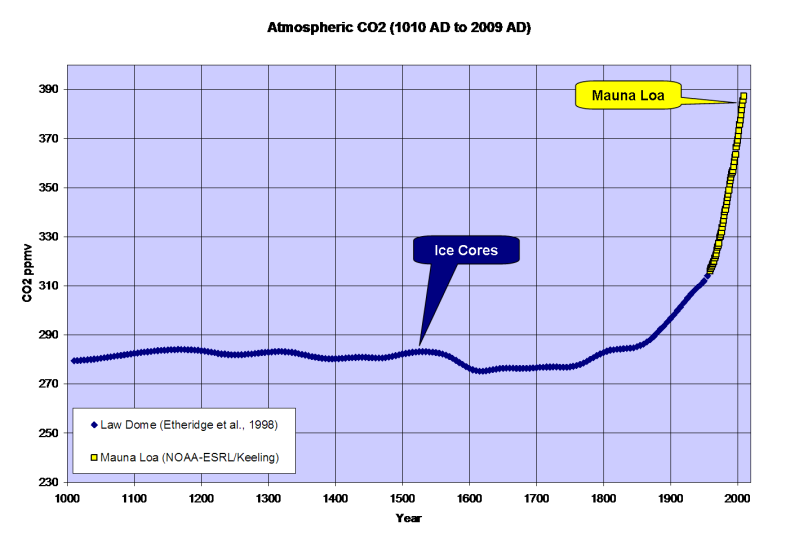 Atmospheric CO2 (1010 AD to 2009 AD)
390
370
350
330
310
290
270
250
230
CO2 ppmv
Mauna Loa
Ice Cores
Law Dome (Etheridge et al., 1998)
Mauna Loa (NOAA-ESRL/Keeling)
1000 1100 1200 1300 1400 1500 1600 1700 1800 1900 2000
Year